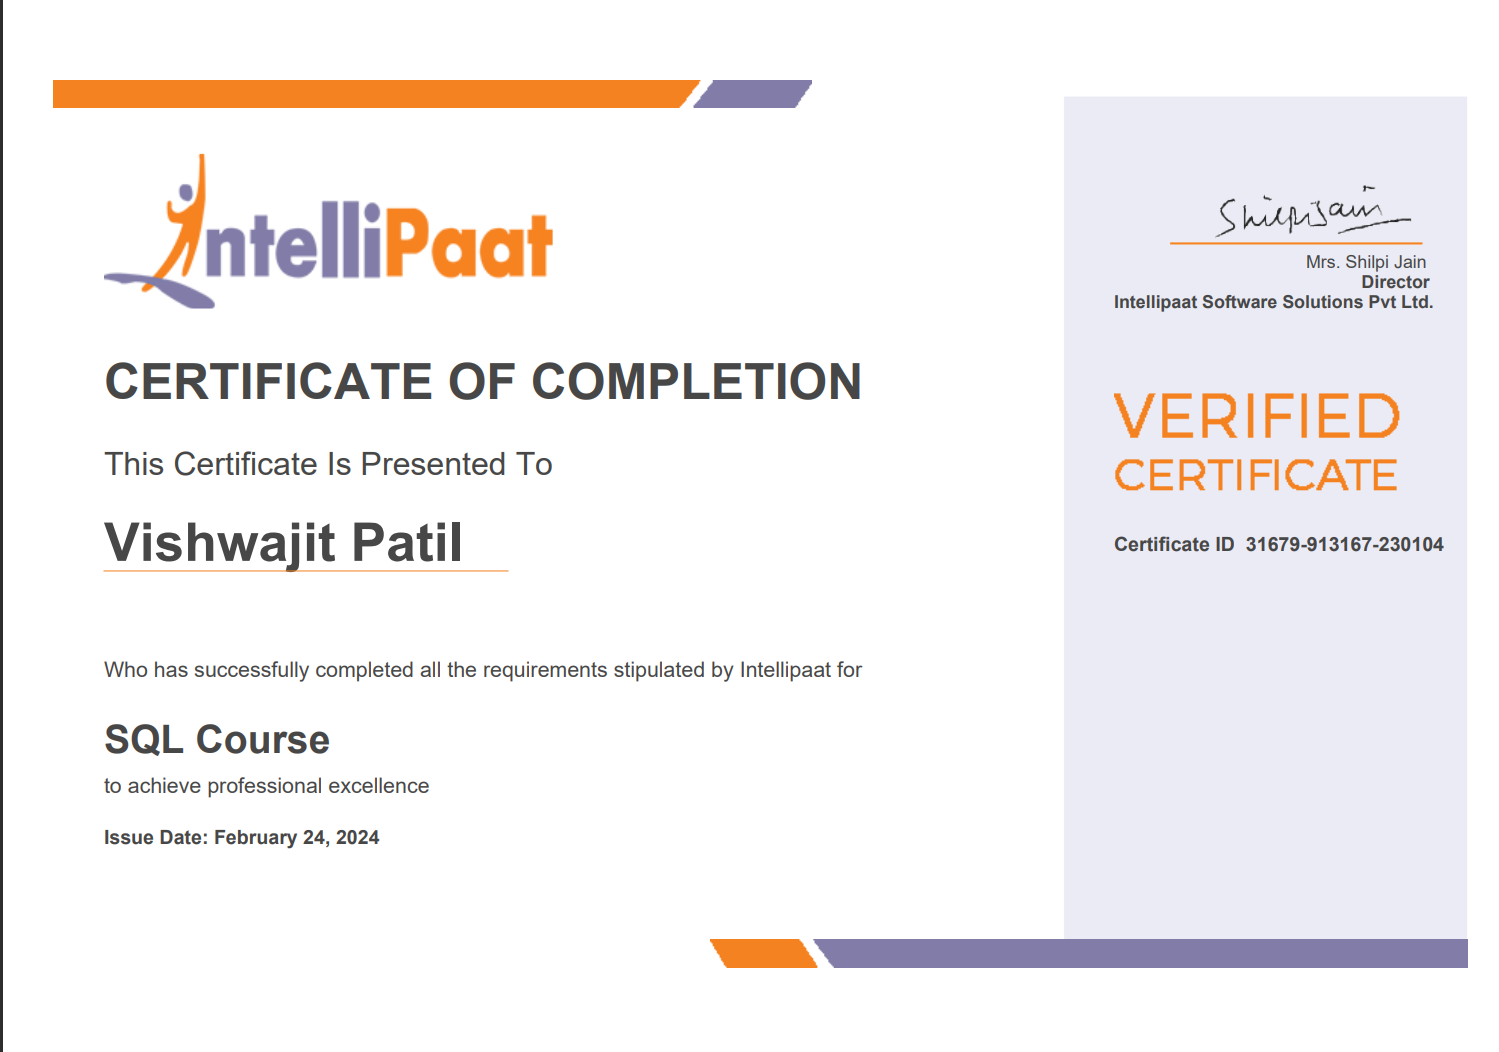 IntelliPaat
CERTIFICATE OF COMPLETION
This Certificate Is Presented To
Vishwajit Patil
Who has successfully completed all the requirements stipulated by Intellipaat for
SQL Course
to achieve professional excellence
Issue Date: February 24, 2024
Shilpi Jain
Mrs. Shilpi Jain
Director
Intellipaat Software Solutions Pvt Ltd.
VERIFIED
CERTIFICATE
Certificate ID 31679-913167-230104